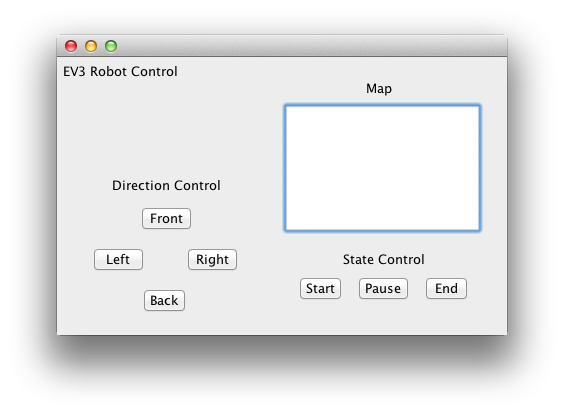 EV3 Robot Control
Map
Direction Control
Front
Left Right
Back
State Control
Start Pause End